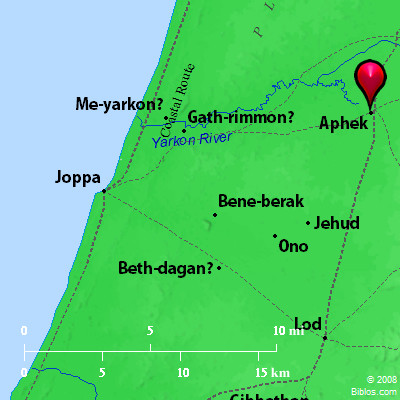 P L
Coastal Route
Me-yarkon?
Gath-rimmon?
Aphek
Yarkon River
Joppa
Bene-berak
Jehud
Ono
Beth-dagan?
Lod
0 5 10 mi
0 5 10 15 km
Gibbethon
© 2008
Biblos.com